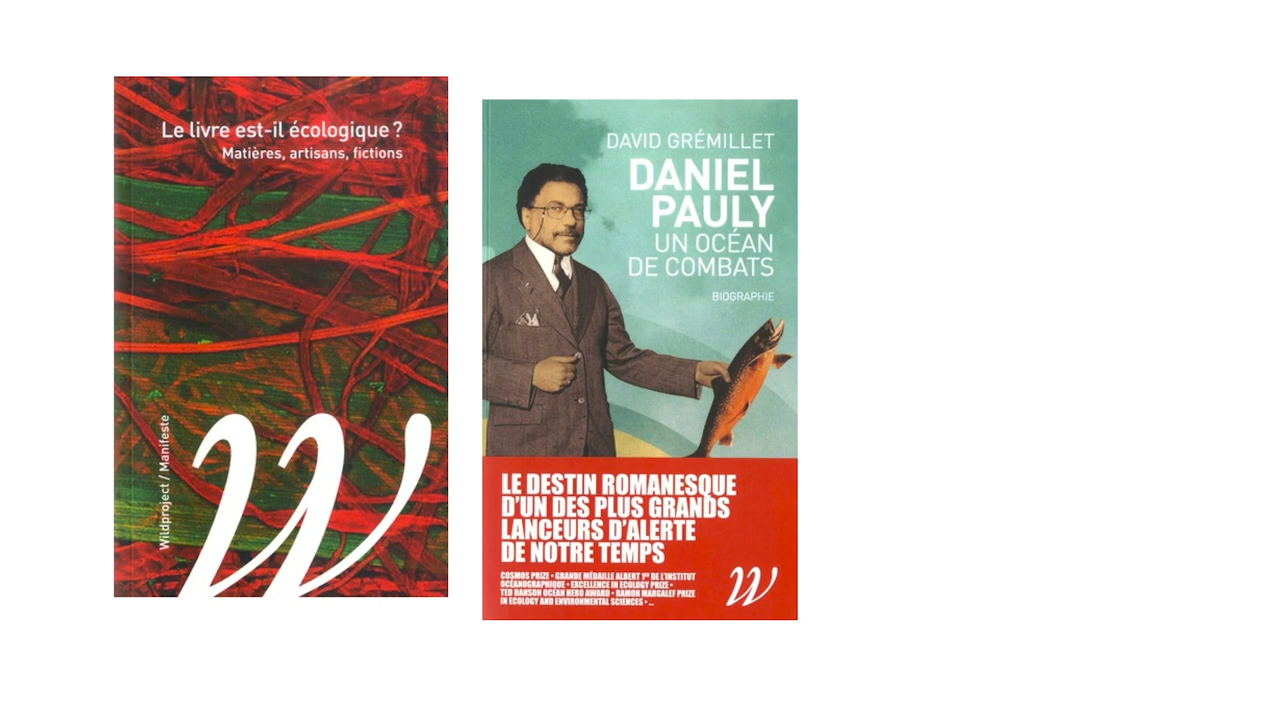 Le livre est-il écologique ?
Matières, artisans, fictions
Wildproject / Manifeste
W
DAVID GRÉMILLET
DANIEL
PAULY
UN OCÉAN
DE COMBATS
BIOGRAPHIE
LE DESTIN ROMANESQUE
D'UN DES PLUS GRANDS
LANCEURS D'ALERTE
DE NOTRE TEMPS
COSMOS PRIZE • GRANDE MÉDAILLE ALBERT 1ER DE L'INSTITUT
OCÉANOGRAPHIQUE • EXCELLENCE IN ECOLOGY PRIZE •
TED DANSON OCEAN HERO AWARD • RAMON MARGALEF PRIZE
IN ECOLOGY AND ENVIRONMENTAL SCIENCES • ...
W